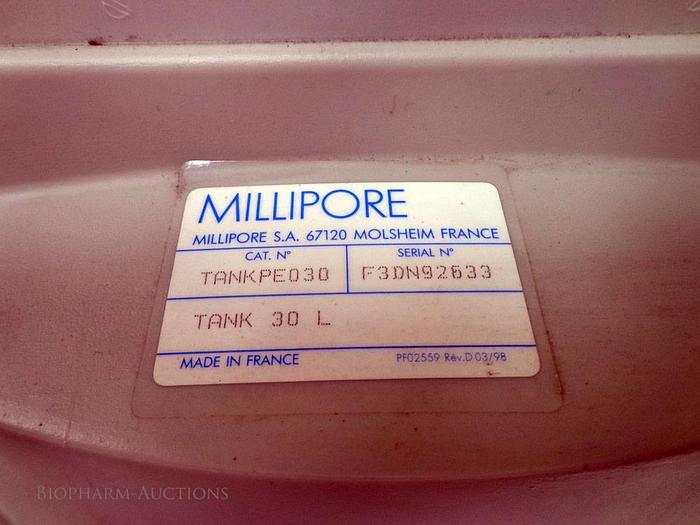 MILLIPORE
MILLIPORE S.A. 67120 MOLSHEIM FRANCE
CAT. N° SERIAL N°
TANKPE030 F3DN92633
TANK 30 L
MADE IN FRANCE PF02559 Rév.D 03/98
BIOPHARM-AUCTIONS